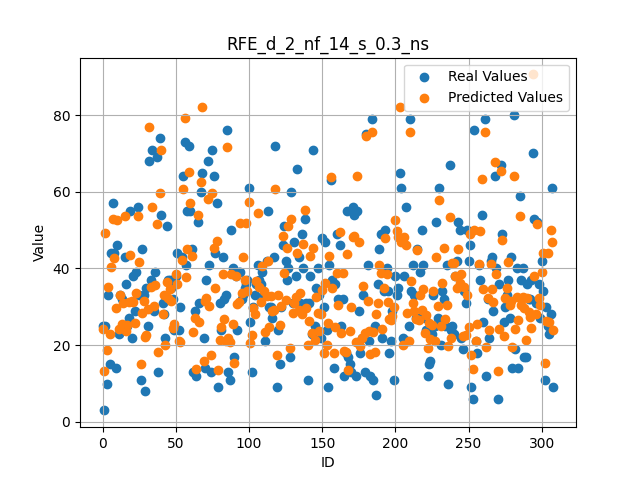 RFE_d_2_nf_14_s_0.3_ns
Real Values
Predicted Values
80
60
40
20
0
Value
0 50 100 150 200 250 300
ID